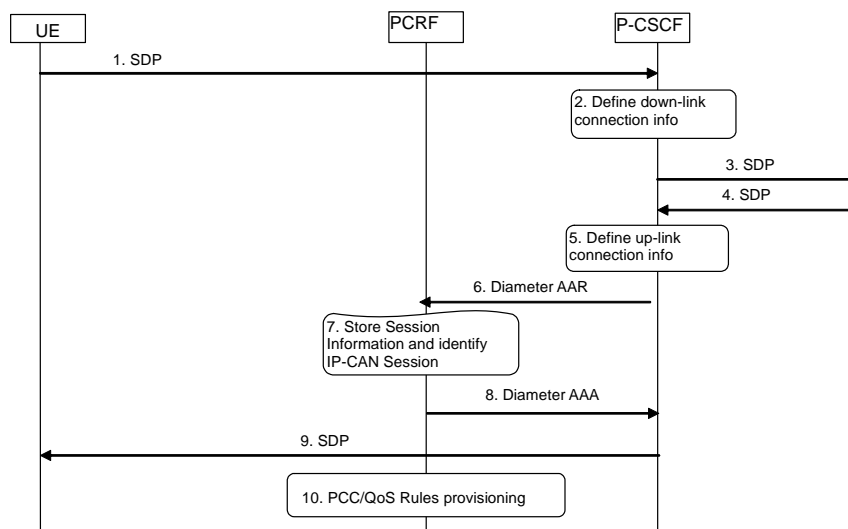 UE
PCRF
P-CSCF
1. SDP
2. Define down-link
connection info
3. SDP
4. SDP
5. Define up-link
connection info
6. Diameter AAR
7. Store Session
Information and identify
IP-CAN Session
8. Diameter AAA
9. SDP
10. PCC/QoS Rules provisioning